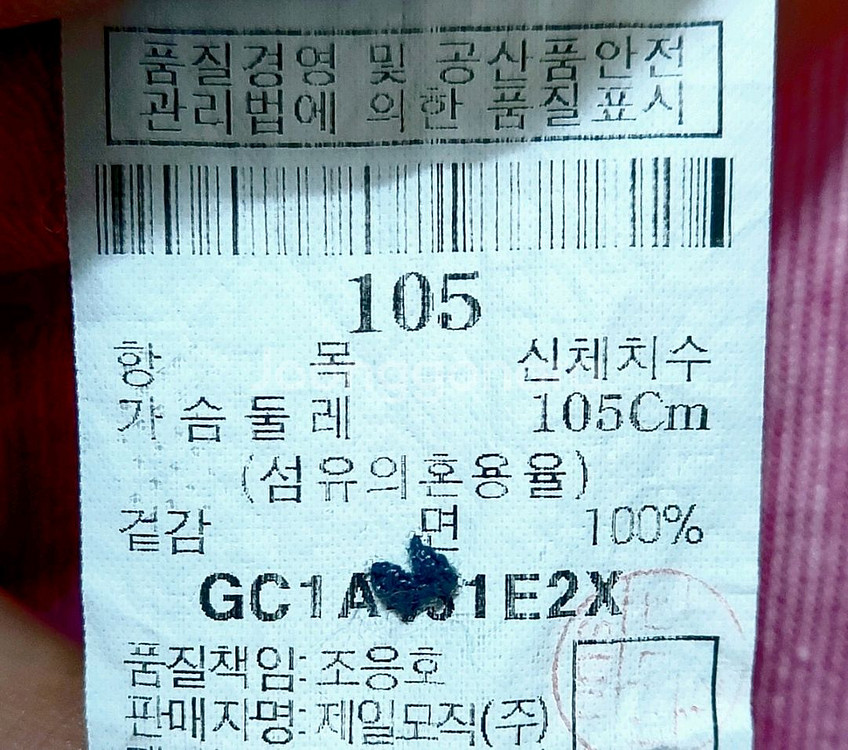 품질경영 및 공산품안전
관리법에 의한 품질표시
105
항 목 신체치수
가슴둘레 105Cm
(섬유의혼용율)
겉감 면 100%
품질책임: 조응호
판매자명: 제일모직(주)